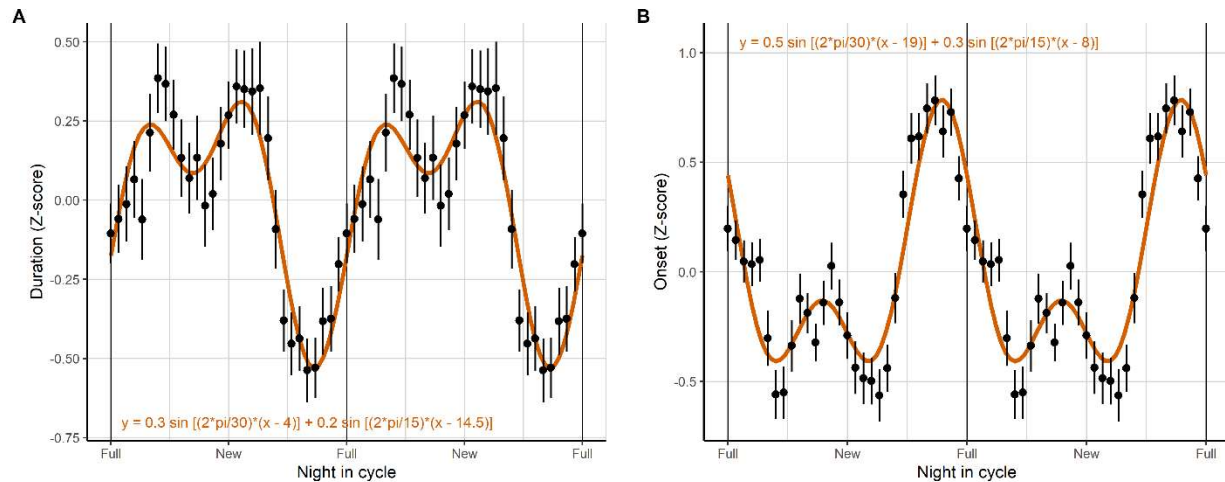 A
0.50
0.25
0.00
-0.25
-0.50
-0.75
Duration (Z-score)
y = 0.3 sin [(2*pi/30)*(x - 4)] + 0.2 sin [(2*pi/15)*(x - 14.5)]
Full
New
Full
New
Full
Night in cycle
B
1.0
0.5
0.0
-0.5
Onset (Z-score)
y = 0.5 sin [(2*pi/30)*(x - 19)] + 0.3 sin [(2*pi/15)*(x - 8)]
Full
New
Full
New
Full
Night in cycle